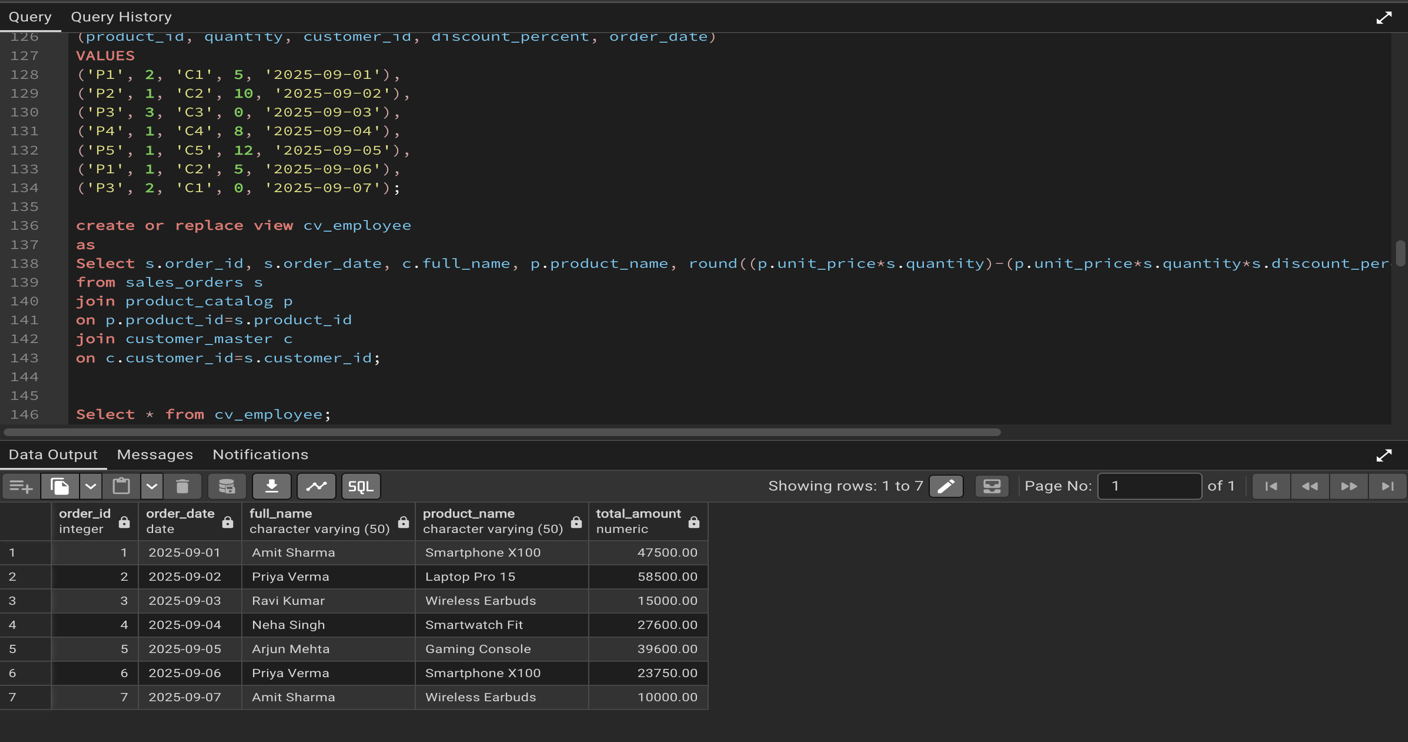 Query Query History
126 (product_id, quantity, customer_id, discount_percent, order_date)
127 VALUES
128 ('P1', 2, 'C1', 5, '2025-09-01'),
129 ('P2', 1, 'C2', 10, '2025-09-02'),
130 ('P3', 3, 'C3', 0, '2025-09-03'),
131 ('P4', 1, 'C4', 8, '2025-09-04'),
132 ('P5', 1, 'C5', 12, '2025-09-05'),
133 ('P1', 1, 'C2', 5, '2025-09-06'),
134 ('P3', 2, 'C1', 0, '2025-09-07');
135
136 create or replace view cv_employee
137 as
138 Select s.order_id, s.order_date, c.full_name, p.product_name, round((p.unit_price*s.quantity)-(p.unit_price*s.quantity*s.discount_per
139 from sales_orders s
140 join product_catalog p
141 on p.product_id=s.product_id
142 join customer_master c
143 on c.customer_id=s.customer_id;
144
145
146 Select * from cv_employee;
Data Output Messages Notifications
SQL Showing rows: 1 to 7 Page No: 1 of 1
order_id order_date full_name product_name total_amount
integer date character varying (50) character varying (50) numeric
1 1 2025-09-01 Amit Sharma Smartphone X100 47500.00
2 2 2025-09-02 Priya Verma Laptop Pro 15 58500.00
3 3 2025-09-03 Ravi Kumar Wireless Earbuds 15000.00
4 4 2025-09-04 Neha Singh Smartwatch Fit 27600.00
5 5 2025-09-05 Arjun Mehta Gaming Console 39600.00
6 6 2025-09-06 Priya Verma Smartphone X100 23750.00
7 7 2025-09-07 Amit Sharma Wireless Earbuds 10000.00